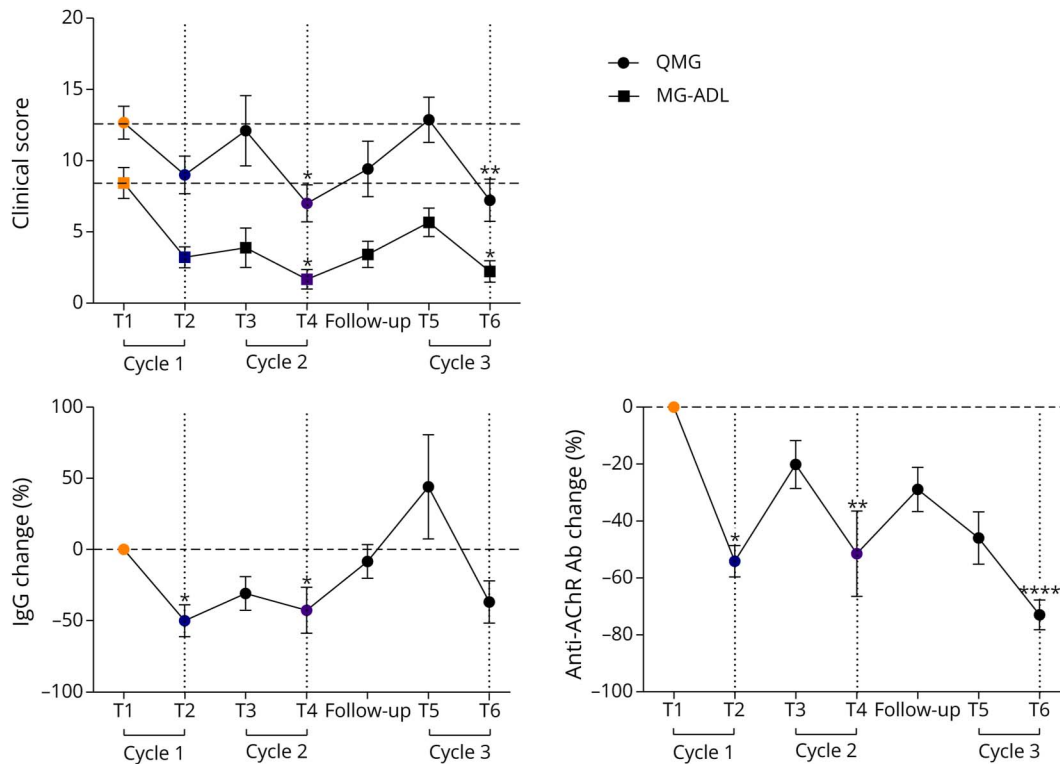 20
15
10
5
0
Clinical score
QMG
MG-ADL
*
**
*
*
T1 T2 T3 T4 Follow-up T5 T6
Cycle 1 Cycle 2 Cycle 3
100
50
0
−50
−100
IgG change (%)
*
*
T1 T2 T3 T4 Follow-up T5 T6
Cycle 1 Cycle 2 Cycle 3
0
−20
−40
−60
−80
−100
Anti-AChR Ab change (%)
*
**
****
T1 T2 T3 T4 Follow-up T5 T6
Cycle 1 Cycle 2 Cycle 3